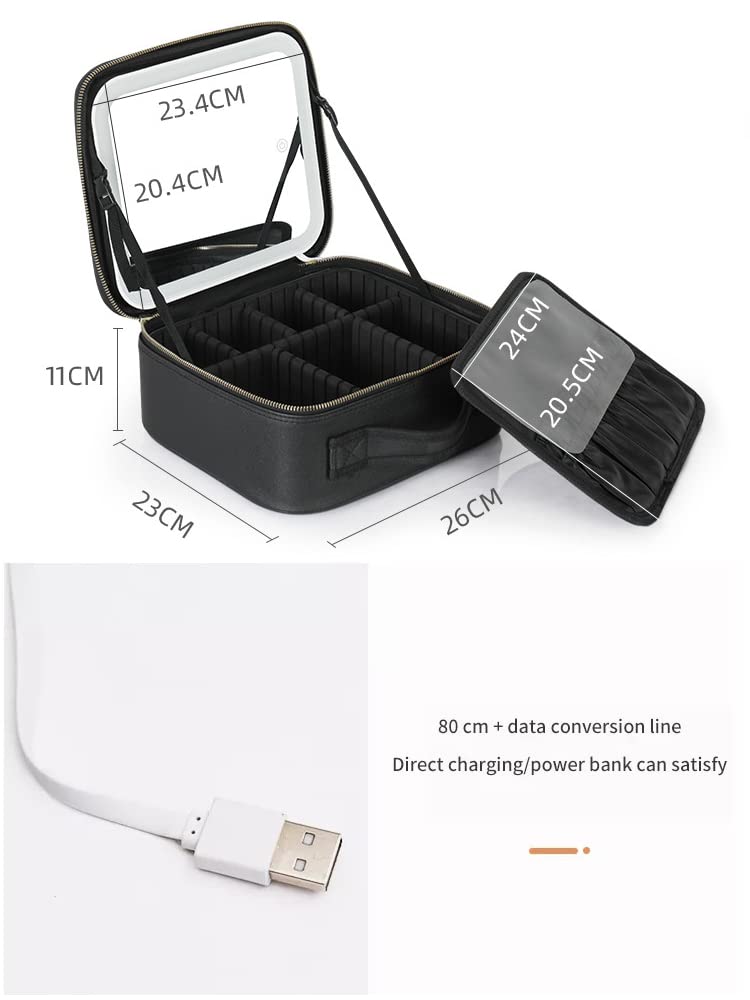 23.4CM
20.4CM
24CM
20.5CM
11CM
23CM
26CM
80 cm + data conversion line
Direct charging/power bank can satisfy